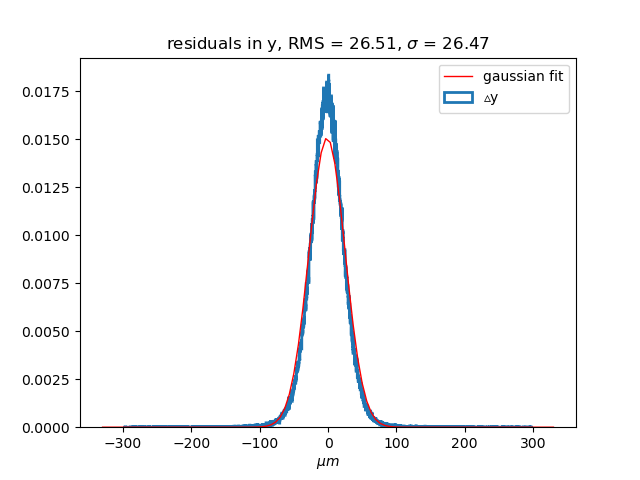 residuals in y, RMS = 26.51, σ = 26.47
gaussian fit
△y
0.0175
0.0150
0.0125
0.0100
0.0075
0.0050
0.0025
0.0000
−300 −200 −100 0 100 200 300
μm